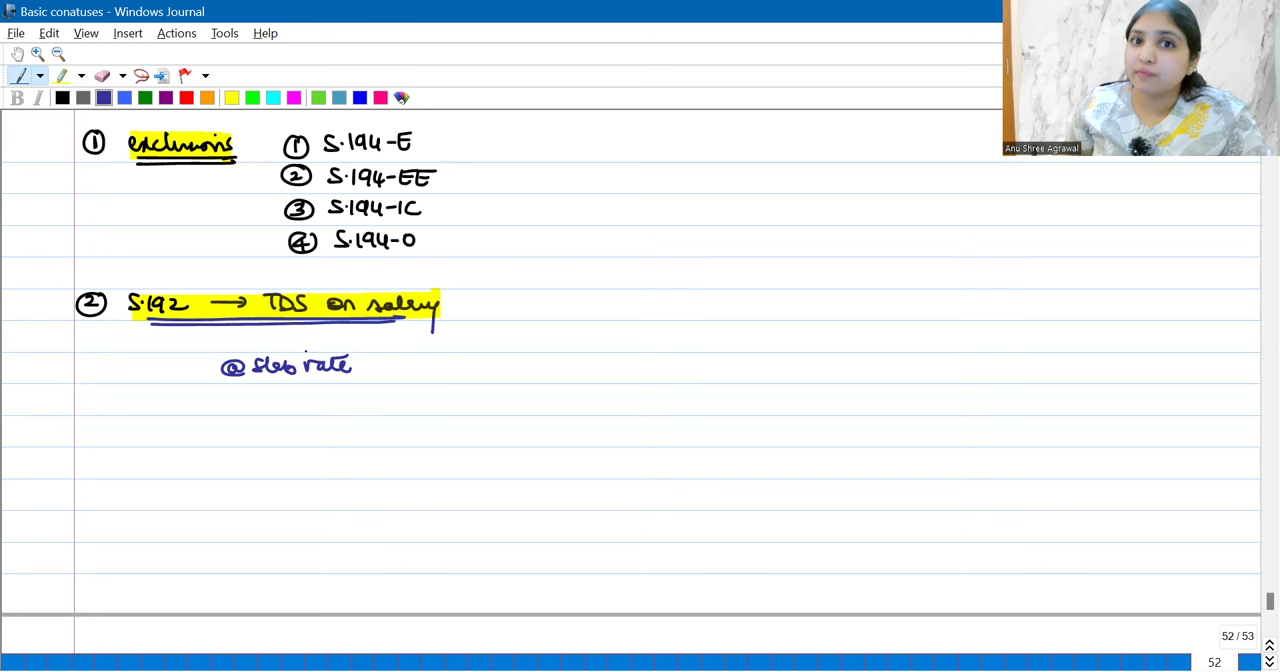 Basic conatuses - Windows Journal
File Edit View Insert Actions Tools Help
B I
Anu Shree Agrawal
① exclusions ① S.194-E
② S.194-EE
③ S.194-IC
④ S.194-O
② S.192 → TDS on salary
@ slab rate
52 / 53
52